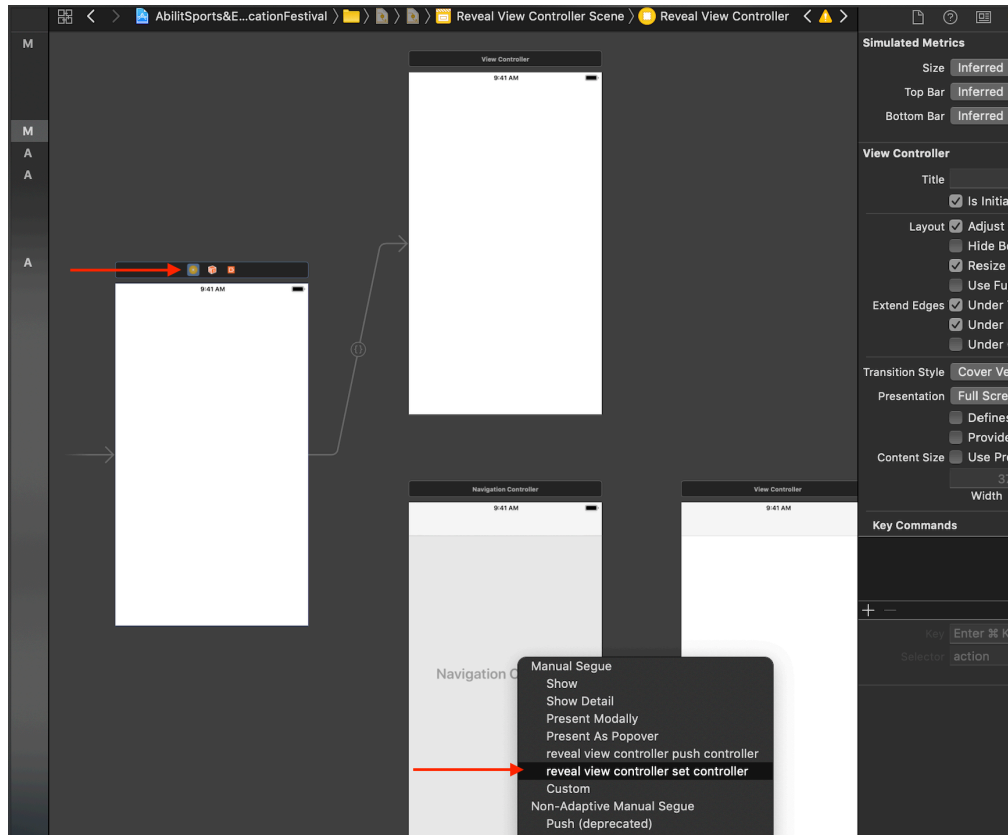 AbilitSports&E...cationFestival
Reveal View Controller Scene
Reveal View Controller
M
M
A
A
A
View Controller
9:41 AM
9:41 AM
Navigation Controller
9:41 AM
Navigation C
View Controller
9:41 AM
Manual Segue
Show
Show Detail
Present Modally
Present As Popover
reveal view controller push controller
reveal view controller set controller
Custom
Non-Adaptive Manual Segue
Push (deprecated)
Simulated Metrics
Size Inferred
Top Bar Inferred
Bottom Bar Inferred
View Controller
Title
Is Initia
Layout Adjust
Hide B
Resize
Use Fu
Extend Edges Under
Under
Under
Transition Style Cover Ve
Presentation Full Scre
Defines
Provide
Content Size Use Pr
37
Width
Key Commands
Key Enter ⌘ K
Selector action